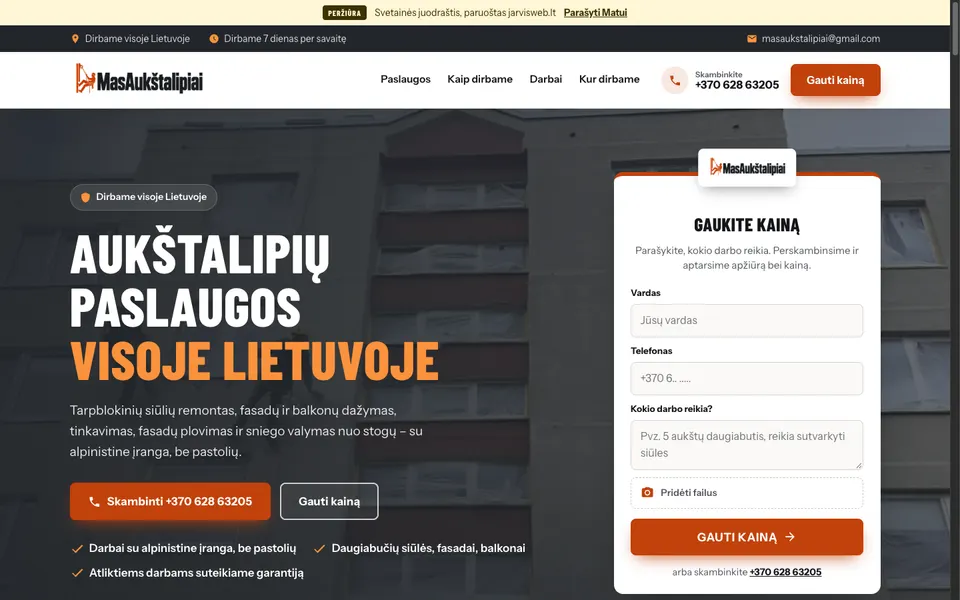 PERŽIŪRA Svetainės juodraštis, paruoštas jarvisweb.lt Parašyti Matui
Dirbame visoje Lietuvoje Dirbame 7 dienas per savaitę masaukstalipiai@gmail.com
MasAukštalipiai
Paslaugos Kaip dirbame Darbai Kur dirbame
Skambinkite
+370 628 63205
Gauti kainą
Dirbame visoje Lietuvoje
AUKŠTALIPIŲ
PASLAUGOS
VISOJE LIETUVOJE
Tarpblokinių siūlių remontas, fasadų ir balkonų dažymas,
tinkavimas, fasadų plovimas ir sniego valymas nuo stogų – su
alpinistine įranga, be pastolių.
Skambinti +370 628 63205 Gauti kainą
Darbai su alpinistine įranga, be pastolių Daugiabučių siūlės, fasadai, balkonai
Atliktiems darbams suteikiame garantiją
MasAukštalipiai
GAUKITE KAINĄ
Parašykite, kokio darbo reikia. Perskambinsime ir
aptarsime apžiūrą bei kainą.
Vardas
Jūsų vardas
Telefonas
+370 6.. .....
Kokio darbo reikia?
Pvz. 5 aukštų daugiabutis, reikia sutvarkyti
siūles
Pridėti failus
GAUTI KAINĄ →
arba skambinkite +370 628 63205